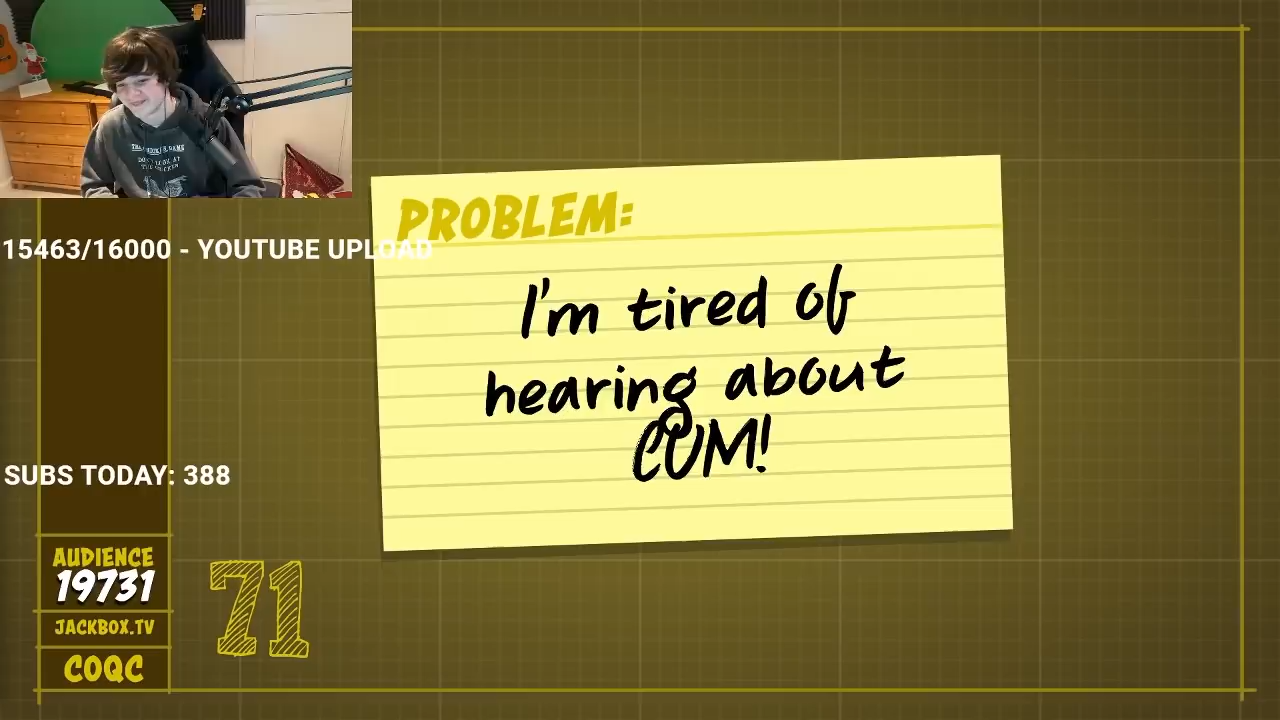 PROBLEM:
15463/16000 - YOUTUBE UPLOAD
I'm tired of
hearing about
CUM!
SUBS TODAY: 388
AUDIENCE
19731
JACKBOX.TV
COQC
71